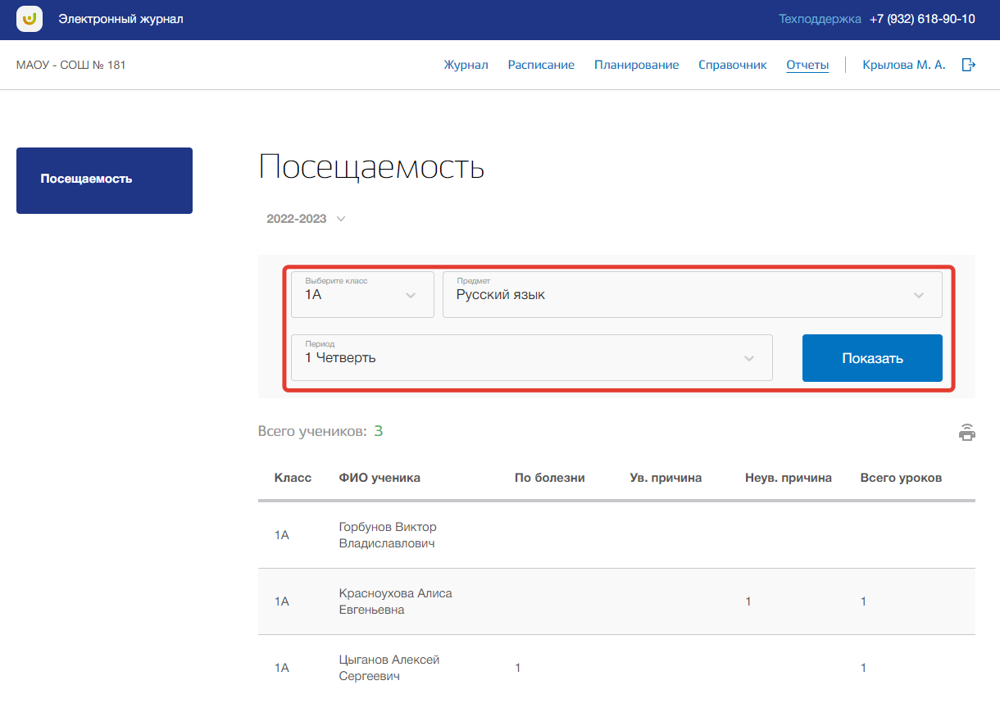 Электронный журнал
Техподдержка +7 (932) 618-90-10
МАОУ - СОШ № 181
Журнал Расписание Планирование Справочник Отчеты Крылова М. А.
Посещаемость
Посещаемость
2022-2023
Выберите класс
1А
Предмет
Русский язык
Период
1 Четверть
Показать
Всего учеников: 3
Класс ФИО ученика По болезни Ув. причина Неув. причина Всего уроков
1А Горбунов Виктор
Владиславлович
1А Красноухова Алиса
Евгеньевна 1 1
1А Цыганов Алексей
Сергеевич 1 1